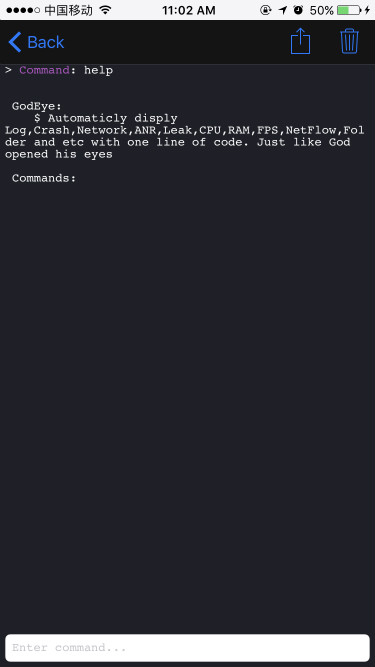 中国移动 11:02 AM 50%
Back
> Command: help
GodEye:
$ Automaticly disply
Log,Crash,Network,ANR,Leak,CPU,RAM,FPS,NetFlow,Fol
der and etc with one line of code. Just like God
opened his eyes
Commands:
Enter command...